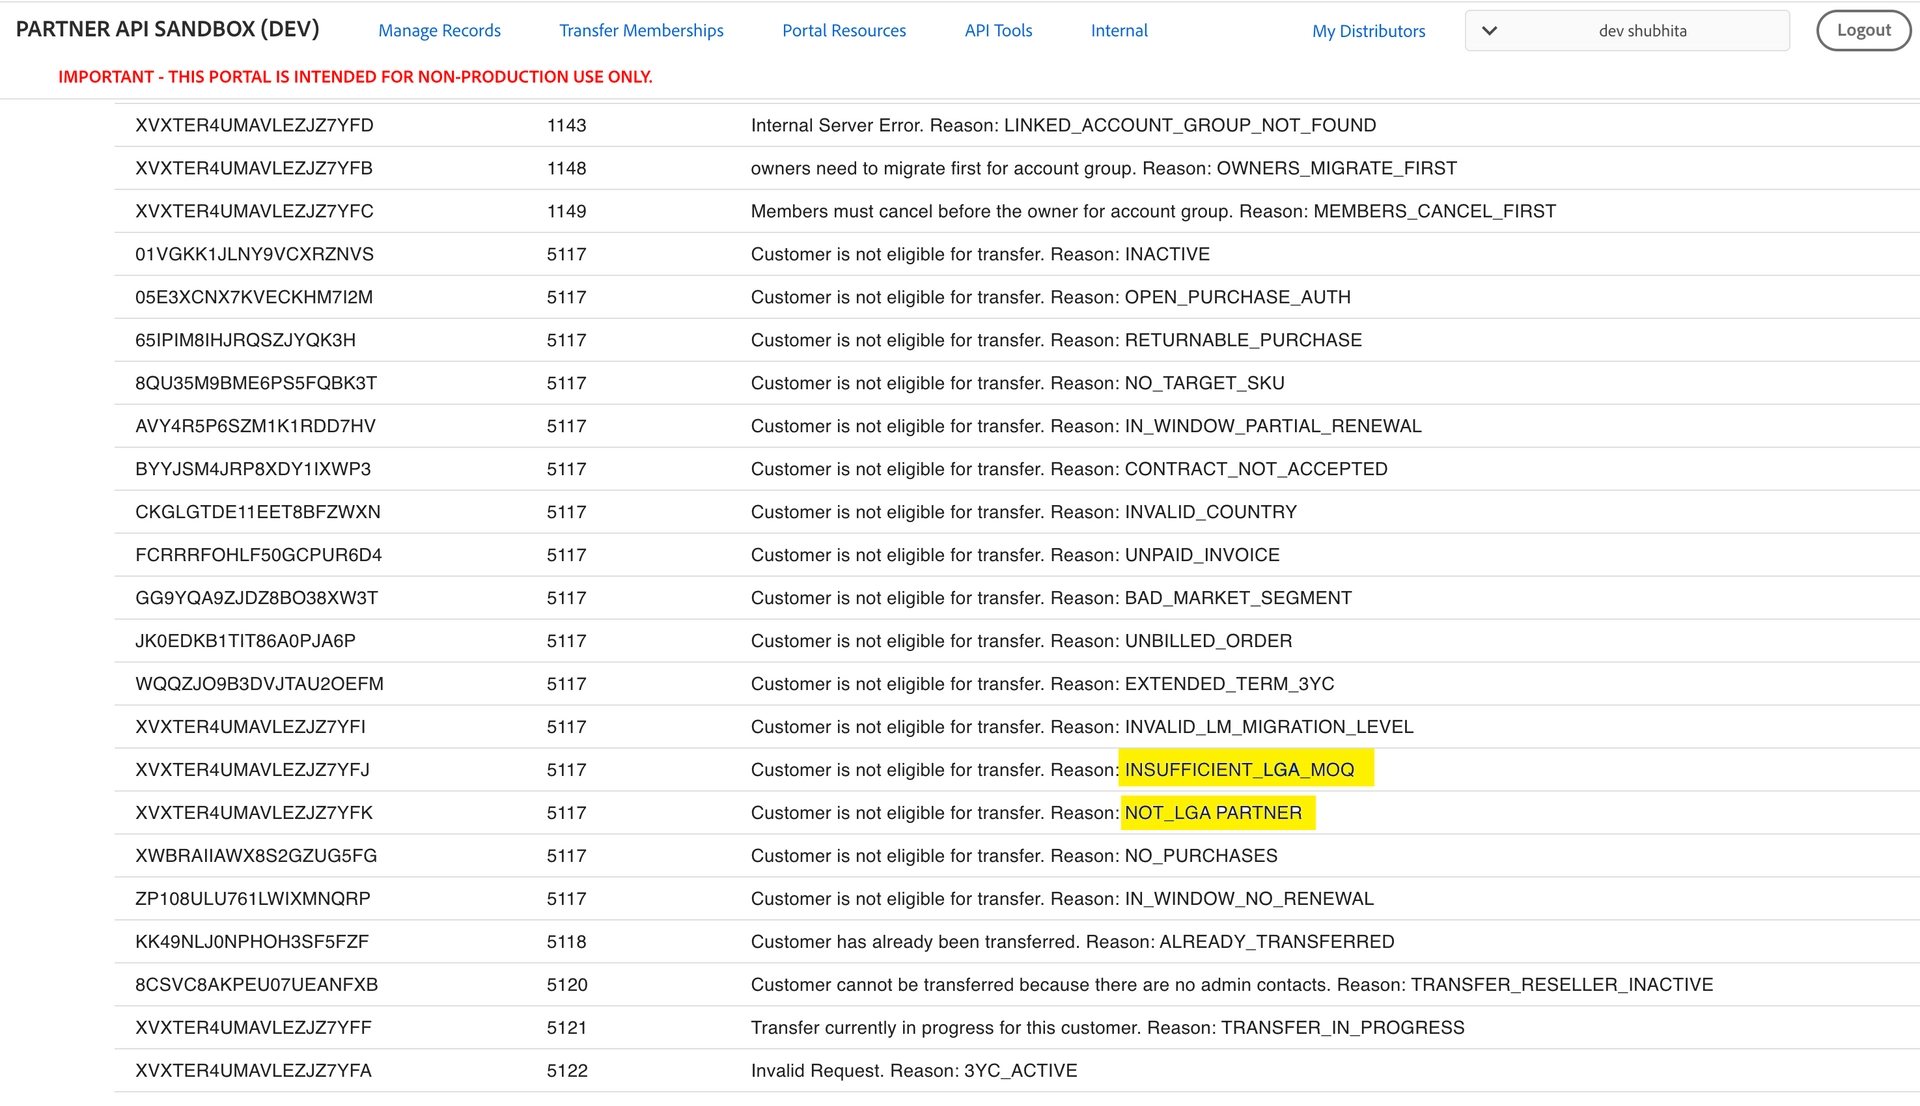 PARTNER API SANDBOX (DEV) Manage Records Transfer Memberships Portal Resources API Tools Internal My Distributors dev shubhita Logout
IMPORTANT - THIS PORTAL IS INTENDED FOR NON-PRODUCTION USE ONLY.
XVXTER4UMAVLEZJZ7YFD 1143 Internal Server Error. Reason: LINKED_ACCOUNT_GROUP_NOT_FOUND
XVXTER4UMAVLEZJZ7YFB 1148 owners need to migrate first for account group. Reason: OWNERS_MIGRATE_FIRST
XVXTER4UMAVLEZJZ7YFC 1149 Members must cancel before the owner for account group. Reason: MEMBERS_CANCEL_FIRST
01VGKK1JLNY9VCXRZNVS 5117 Customer is not eligible for transfer. Reason: INACTIVE
05E3XCNX7KVECKHM7I2M 5117 Customer is not eligible for transfer. Reason: OPEN_PURCHASE_AUTH
65IPIM8IHJRQSZJYQK3H 5117 Customer is not eligible for transfer. Reason: RETURNABLE_PURCHASE
8QU35M9BME6PS5FQBK3T 5117 Customer is not eligible for transfer. Reason: NO_TARGET_SKU
AVY4R5P6SZM1K1RDD7HV 5117 Customer is not eligible for transfer. Reason: IN_WINDOW_PARTIAL_RENEWAL
BYYJSM4JRP8XDY1IXWP3 5117 Customer is not eligible for transfer. Reason: CONTRACT_NOT_ACCEPTED
CKGLGTDE11EET8BFZWXN 5117 Customer is not eligible for transfer. Reason: INVALID_COUNTRY
FCRRRFOHLF50GCPUR6D4 5117 Customer is not eligible for transfer. Reason: UNPAID_INVOICE
GG9YQA9ZJDZ8BO38XW3T 5117 Customer is not eligible for transfer. Reason: BAD_MARKET_SEGMENT
JK0EDKB1TIT86A0PJA6P 5117 Customer is not eligible for transfer. Reason: UNBILLED_ORDER
WQQZJO9B3DVJTAU2OEFM 5117 Customer is not eligible for transfer. Reason: EXTENDED_TERM_3YC
XVXTER4UMAVLEZJZ7YFI 5117 Customer is not eligible for transfer. Reason: INVALID_LM_MIGRATION_LEVEL
XVXTER4UMAVLEZJZ7YFJ 5117 Customer is not eligible for transfer. Reason: INSUFFICIENT_LGA_MOQ
XVXTER4UMAVLEZJZ7YFK 5117 Customer is not eligible for transfer. Reason: NOT_LGA PARTNER
XWBRAIIAWX8S2GZUG5FG 5117 Customer is not eligible for transfer. Reason: NO_PURCHASES
ZP108ULU761LWIXMNQRP 5117 Customer is not eligible for transfer. Reason: IN_WINDOW_NO_RENEWAL
KK49NLJ0NPHOH3SF5FZF 5118 Customer has already been transferred. Reason: ALREADY_TRANSFERRED
8CSVC8AKPEU07UEANFXB 5120 Customer cannot be transferred because there are no admin contacts. Reason: TRANSFER_RESELLER_INACTIVE
XVXTER4UMAVLEZJZ7YFF 5121 Transfer currently in progress for this customer. Reason: TRANSFER_IN_PROGRESS
XVXTER4UMAVLEZJZ7YFA 5122 Invalid Request. Reason: 3YC_ACTIVE